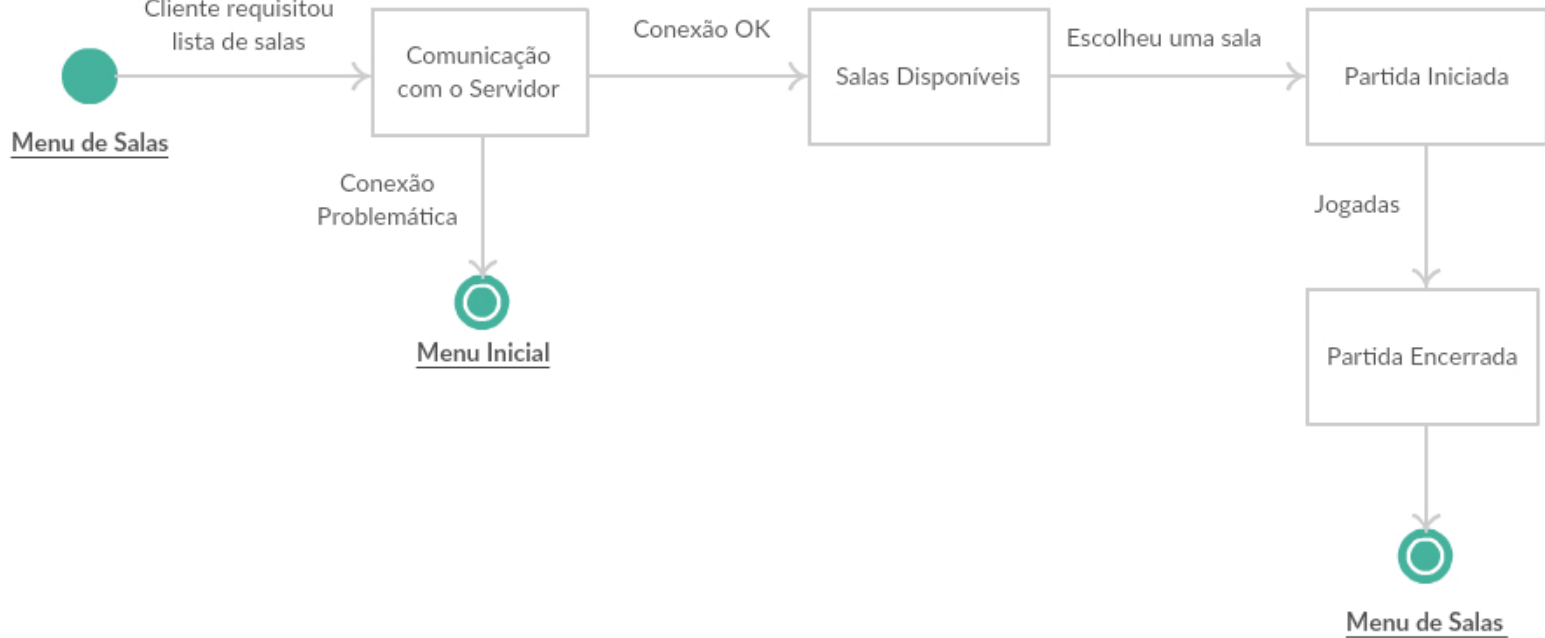 Cliente requisitou
lista de salas
Menu de Salas
Comunicação
com o Servidor
Conexão OK
Salas Disponíveis
Escolheu uma sala
Partida Iniciada
Conexão
Problemática
Menu Inicial
Jogadas
Partida Encerrada
Menu de Salas